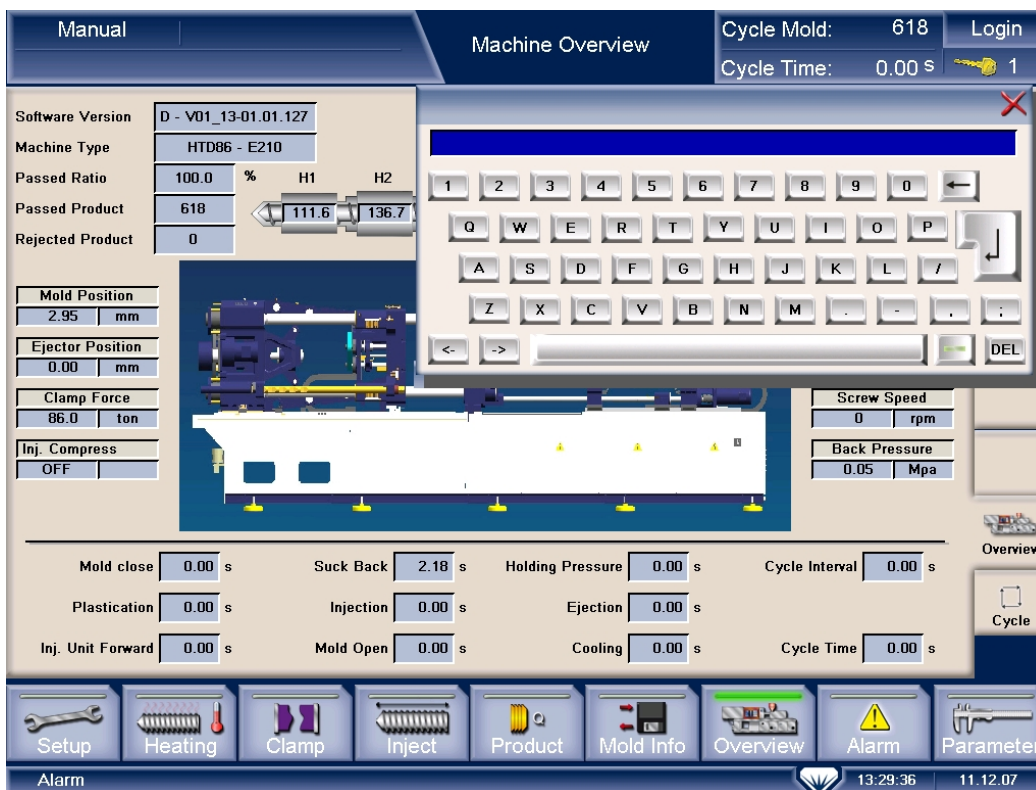 Manual
Machine Overview
Cycle Mold: 618
Cycle Time: 0.00 s
Login
1
Software Version D - V01_13-01.01.127
Machine Type HTD86 - E210
Passed Ratio 100.0 %
Passed Product 618
Rejected Product 0
H1 H2
111.6 136.7
1 2 3 4 5 6 7 8 9 0
Q W E R T Y U I O P
A S D F G H J K L /
Z X C V B N M . - , ;
<- -> DEL
Mold Position
2.95 mm
Ejector Position
0.00 mm
Clamp Force
86.0 ton
Inj. Compress
OFF
Screw Speed
0 rpm
Back Pressure
0.05 Mpa
Overview
Cycle
Mold close 0.00 s Suck Back 2.18 s Holding Pressure 0.00 s Cycle Interval 0.00 s
Plastication 0.00 s Injection 0.00 s Ejection 0.00 s
Inj. Unit Forward 0.00 s Mold Open 0.00 s Cooling 0.00 s Cycle Time 0.00 s
Setup Heating Clamp Inject Product Mold Info Overview Alarm Parameter
Alarm 13:29:36 11.12.07